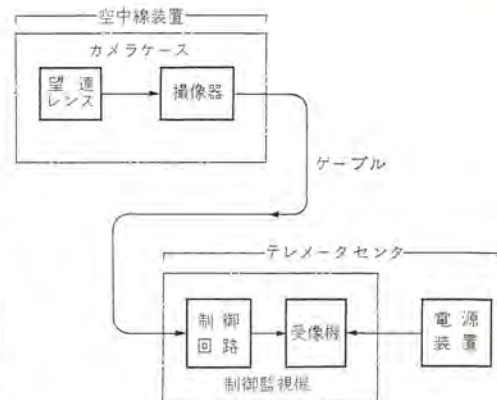 空中線装置
カメラケース
望遠
レンス
撮像器
ケーブル
テレメータセンタ
制御
回路
受像機
電源
装置
制御監視機